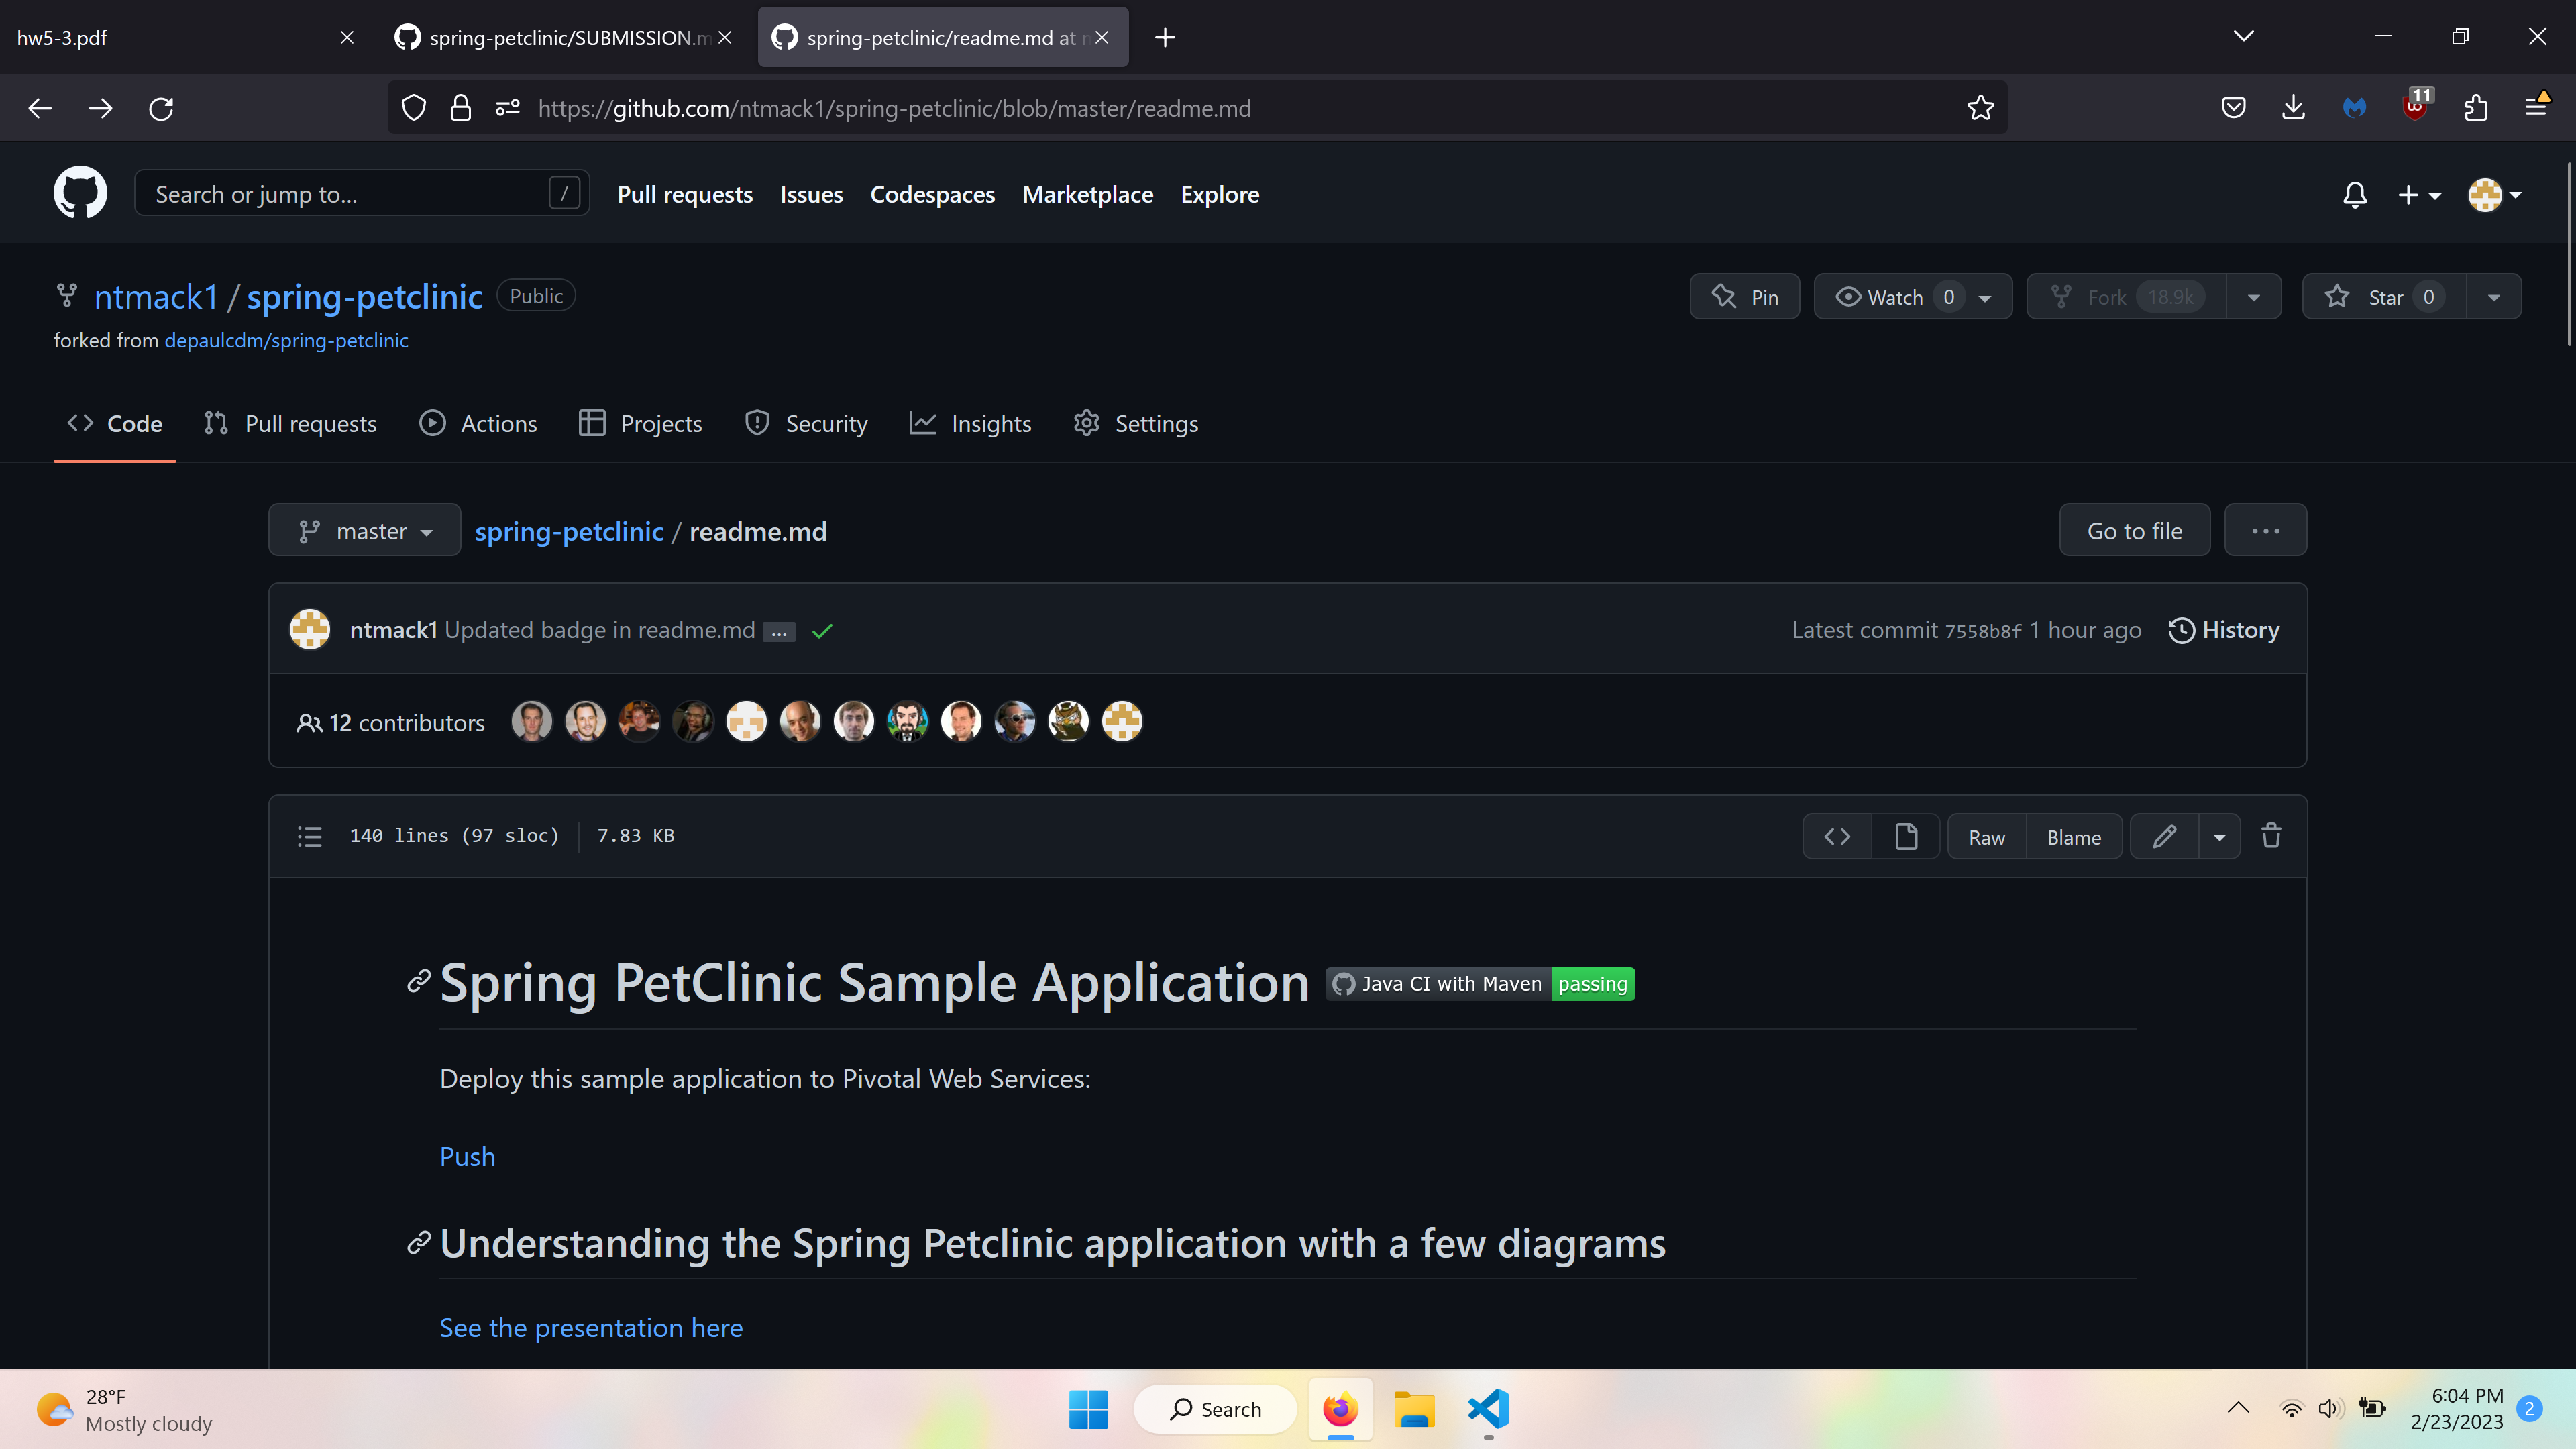 hw5-3.pdf
spring-petclinic/SUBMISSION.m
spring-petclinic/readme.md at
https://github.com/ntmack1/spring-petclinic/blob/master/readme.md
11
Search or jump to... /
Pull requests Issues Codespaces Marketplace Explore
ntmack1 / spring-petclinic Public
Pin Watch 0 Fork 18.9k Star 0
forked from depaulcdm/spring-petclinic
Code Pull requests Actions Projects Security Insights Settings
master spring-petclinic / readme.md Go to file ...
ntmack1 Updated badge in readme.md ... Latest commit 7558b8f 1 hour ago History
12 contributors
140 lines (97 sloc) 7.83 KB Raw Blame
Spring PetClinic Sample Application Java CI with Maven passing
Deploy this sample application to Pivotal Web Services:
Push
Understanding the Spring Petclinic application with a few diagrams
See the presentation here
28°F
Mostly cloudy
Search
6:04 PM
2/23/2023
2